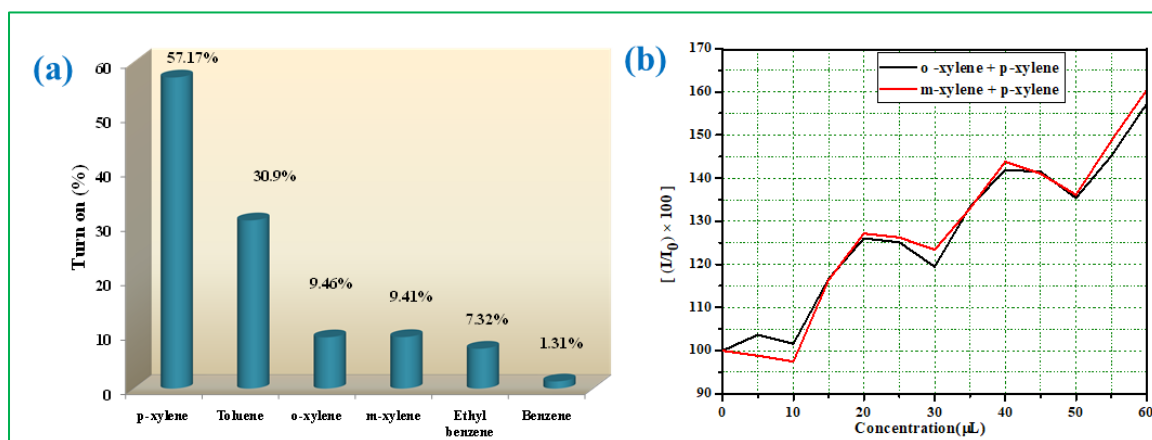 (a)
Turn on (%)
60
50
40
30
20
10
0
57.17%
30.9%
9.46%
9.41%
7.32%
1.31%
p-xylene Toluene o-xylene m-xylene Ethyl benzene Benzene
(b)
[ (I/I0) × 100 ]
170
160
150
140
130
120
110
100
90
o -xylene + p-xylene
m-xylene + p-xylene
0 10 20 30 40 50 60
Concentration(µL)